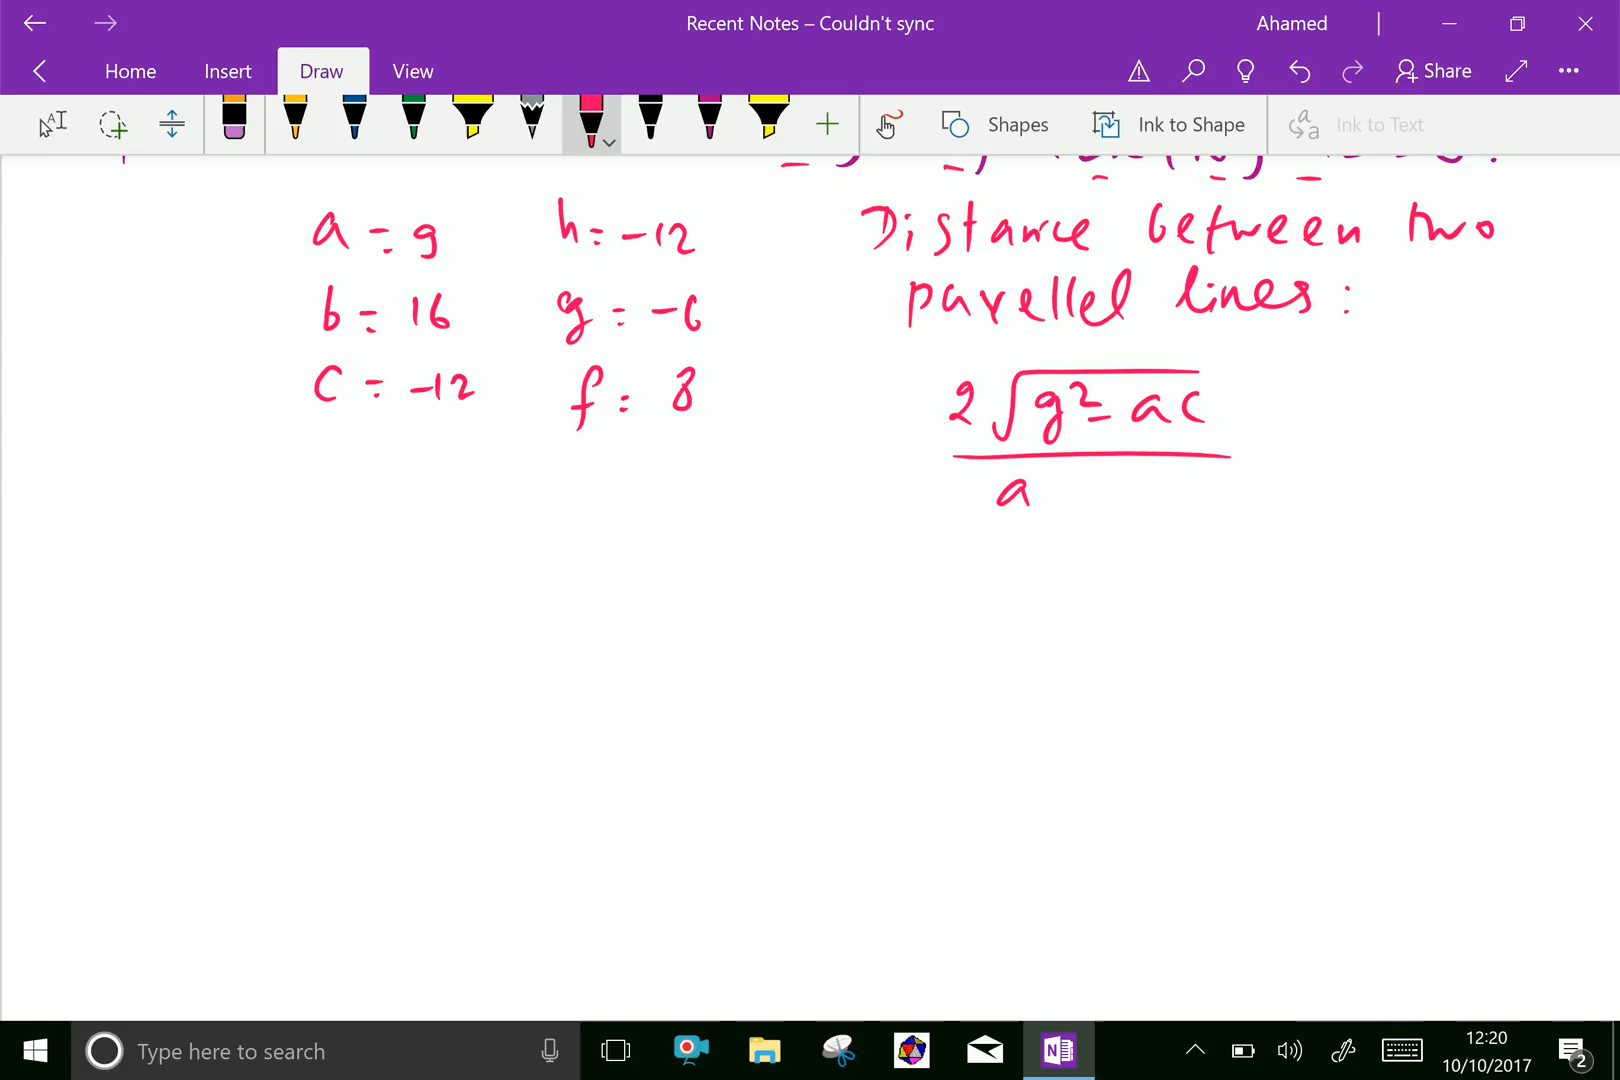 Recent Notes – Couldn't sync
Ahamed
Home Insert Draw View
Share
Shapes
Ink to Shape
Ink to Text
a = 9 h = -12
b = 16 g = -6
c = -12 f = 8
Distance between two
parellel lines :
2√g² - ac
a
Type here to search
12:20
10/10/2017
2